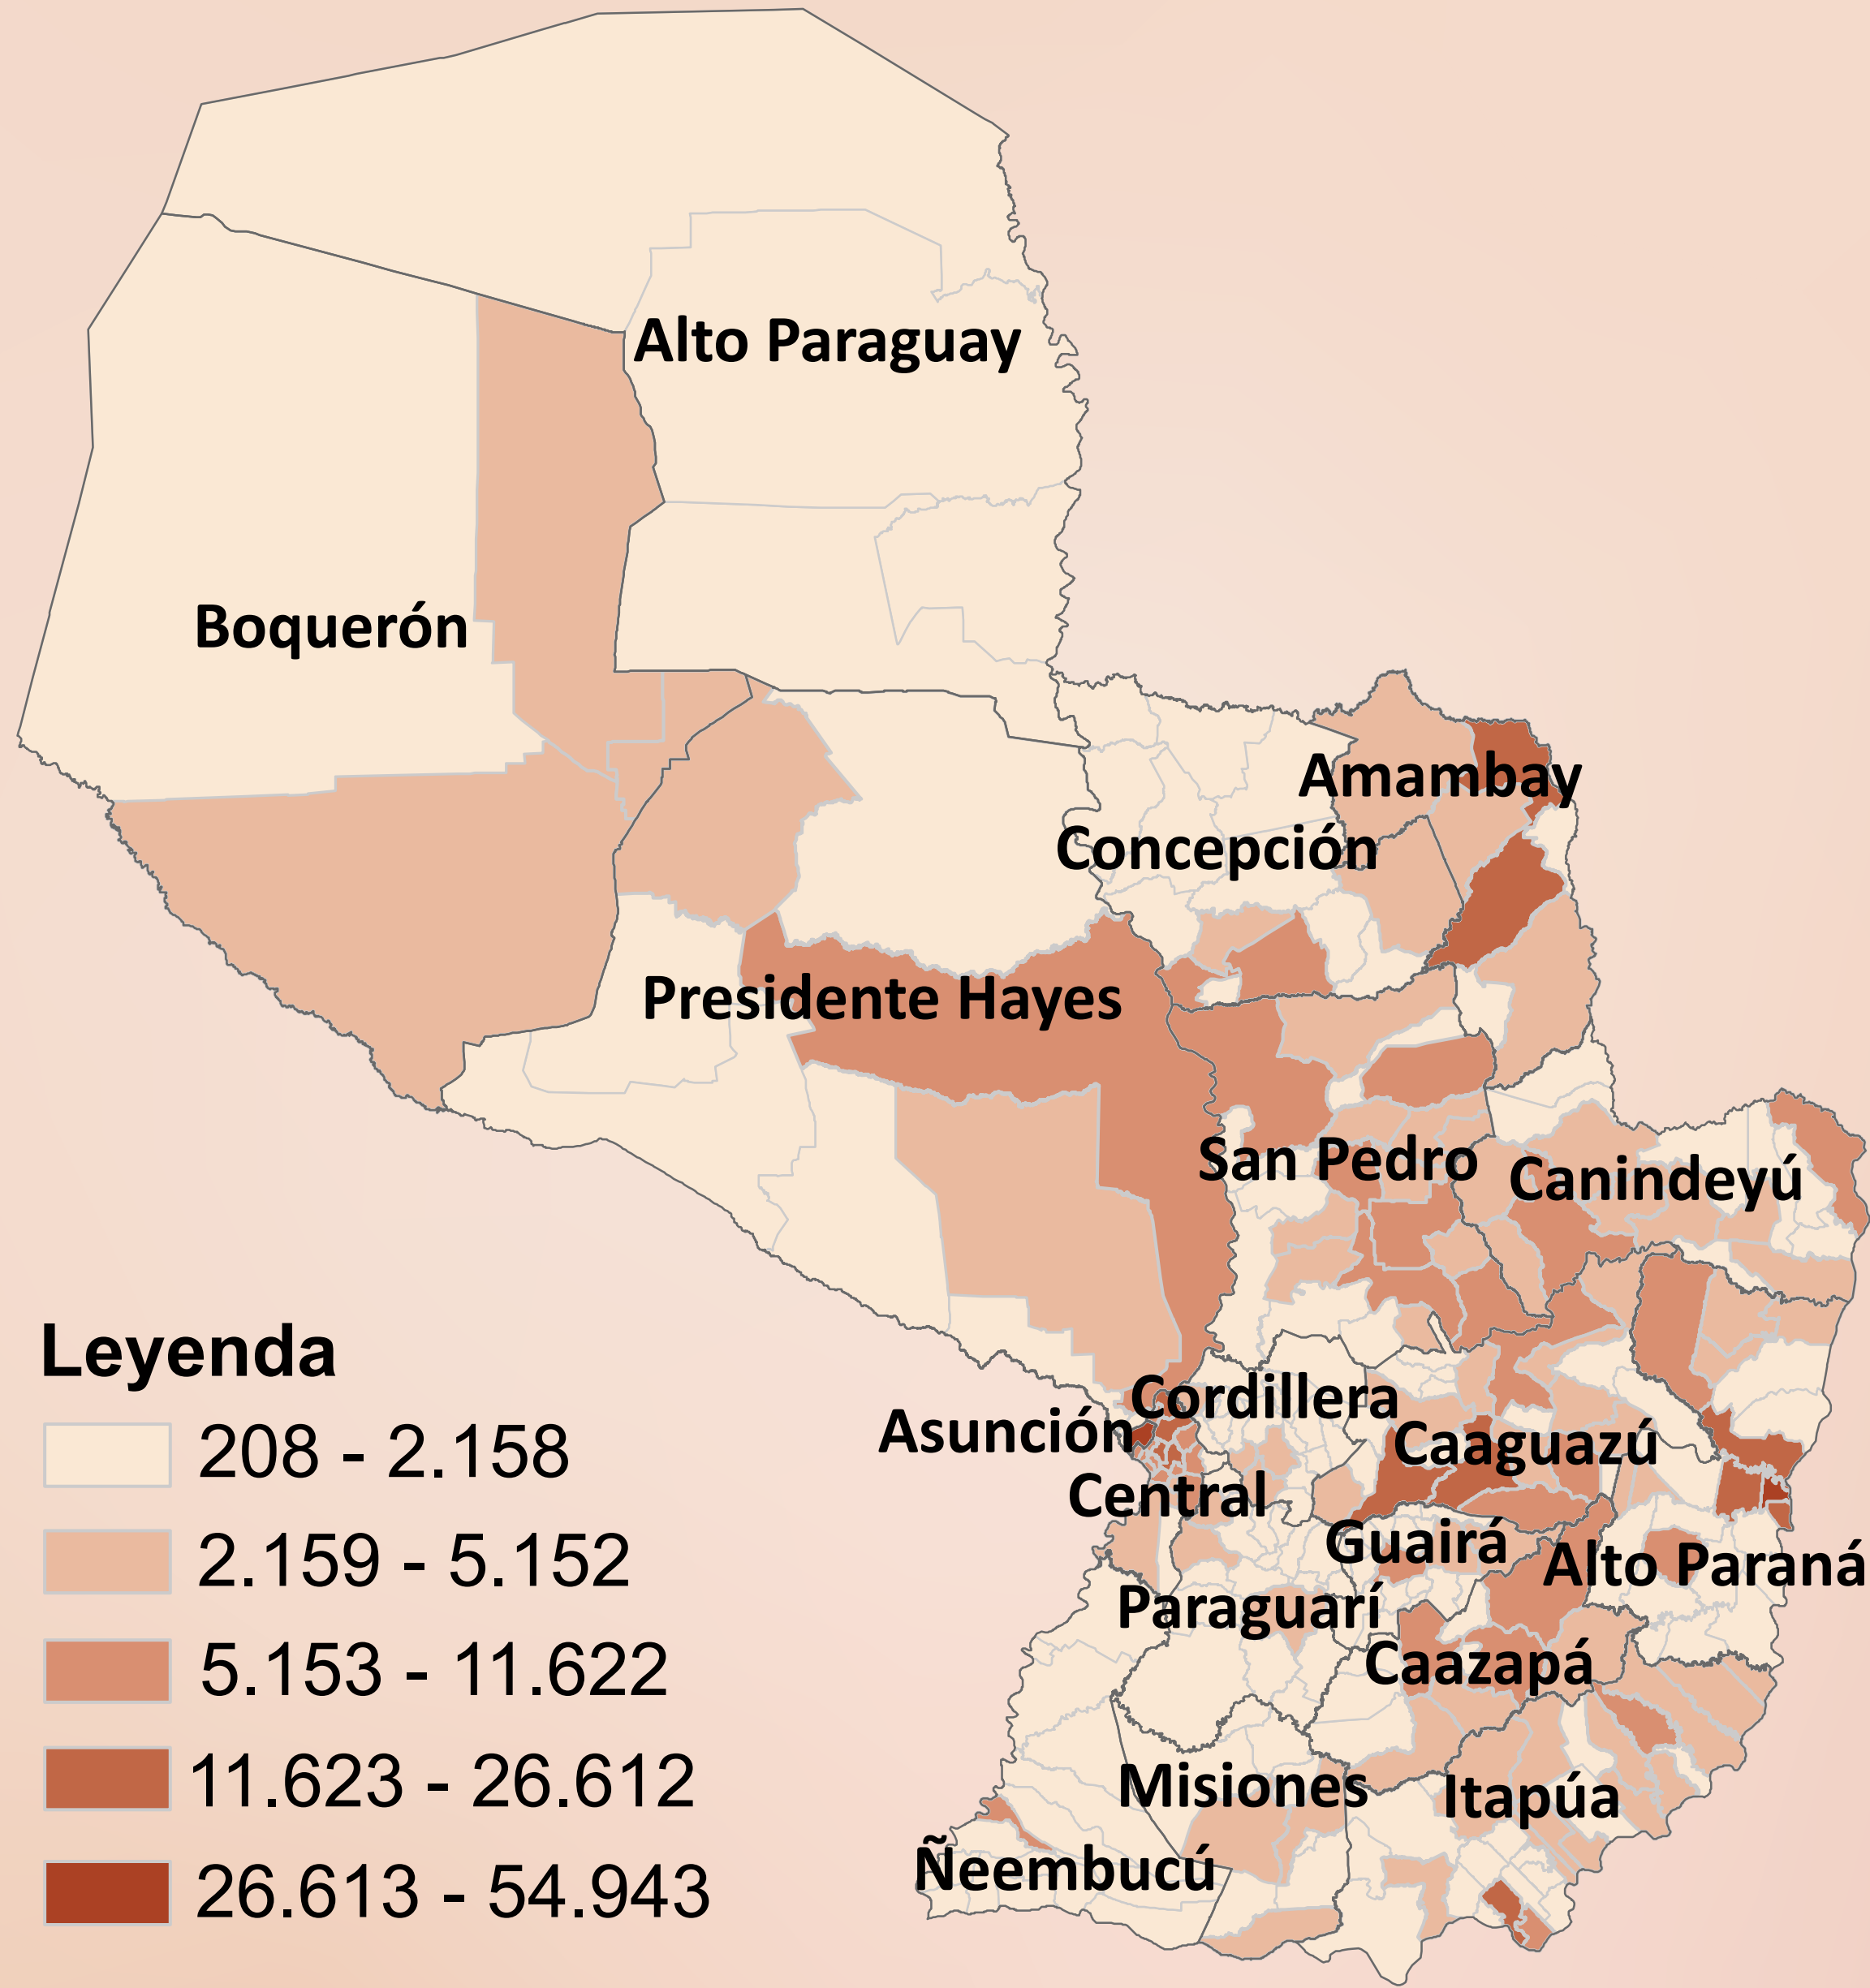 Alto Paraguay
Boquerón
Amambay
Concepción
Presidente Hayes
San Pedro
Canindeyú
Cordillera
Asunción
Caaguazú
Central
Guairá
Alto Paraná
Paraguarí
Caazapá
Misiones
Itapúa
Ñeembucú
Leyenda
208 - 2.158
2.159 - 5.152
5.153 - 11.622
11.623 - 26.612
26.613 - 54.943